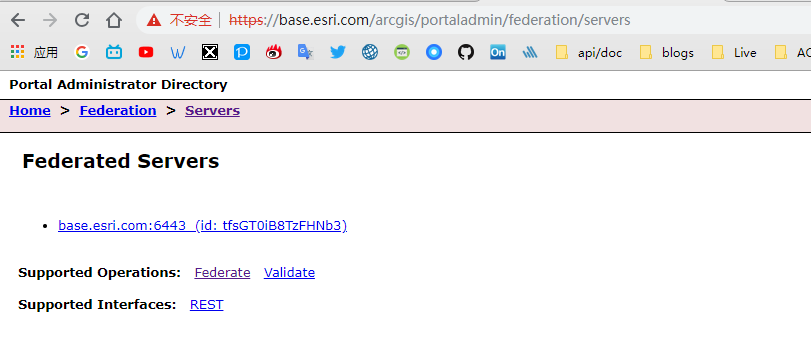 不安全 https://base.esri.com/arcgis/portaladmin/federation/servers
应用 api/doc blogs Live AC
Portal Administrator Directory
Home > Federation > Servers
Federated Servers
base.esri.com:6443 (id: tfsGT0iB8TzFHNb3)
Supported Operations: Federate Validate
Supported Interfaces: REST